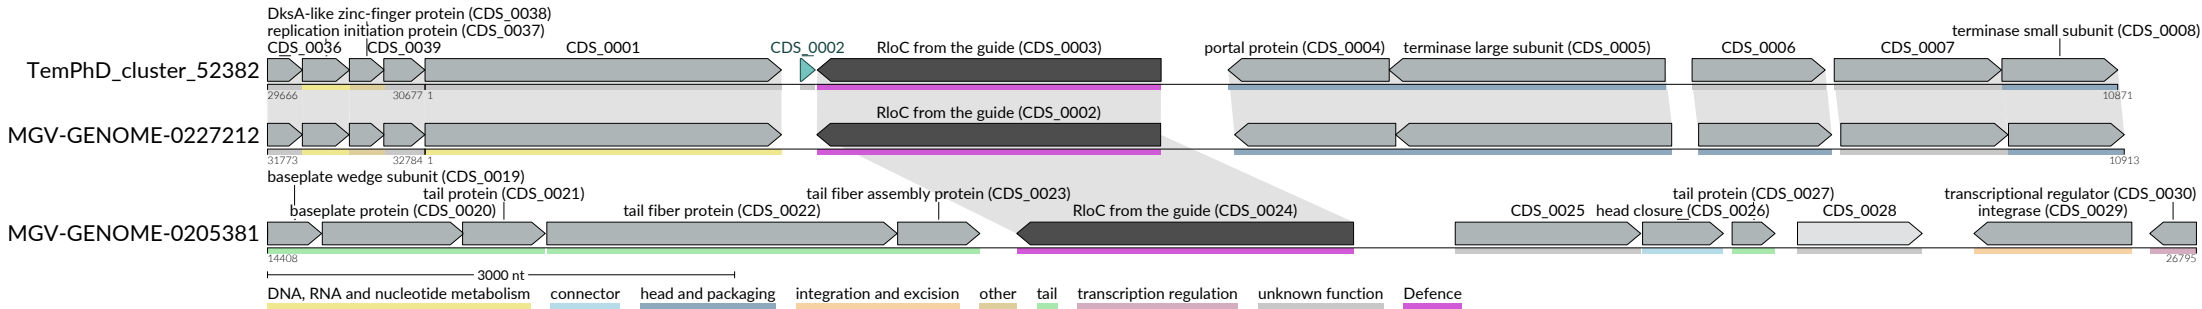 DksA-like zinc-finger protein (CDS_0038)
replication initiation protein (CDS_0037)
terminase small subunit (CDS_0008)
CDS_0036 CDS_0039 CDS_0001 CDS_0002 RloC from the guide (CDS_0003) portal protein (CDS_0004) terminase large subunit (CDS_0005) CDS_0006 CDS_0007
TemPhD_cluster_52382
29666 30677 1 10871
RloC from the guide (CDS_0002)
MGV-GENOME-0227212
31773 32784 1 10913
baseplate wedge subunit (CDS_0019)
tail protein (CDS_0021) tail fiber assembly protein (CDS_0023) tail protein (CDS_0027) transcriptional regulator (CDS_0030)
baseplate protein (CDS_0020) tail fiber protein (CDS_0022) RloC from the guide (CDS_0024) CDS_0025 head closure (CDS_0026) CDS_0028 integrase (CDS_0029)
MGV-GENOME-0205381
14408 26795
3000 nt
DNA, RNA and nucleotide metabolism connector head and packaging integration and excision other tail transcription regulation unknown function Defence